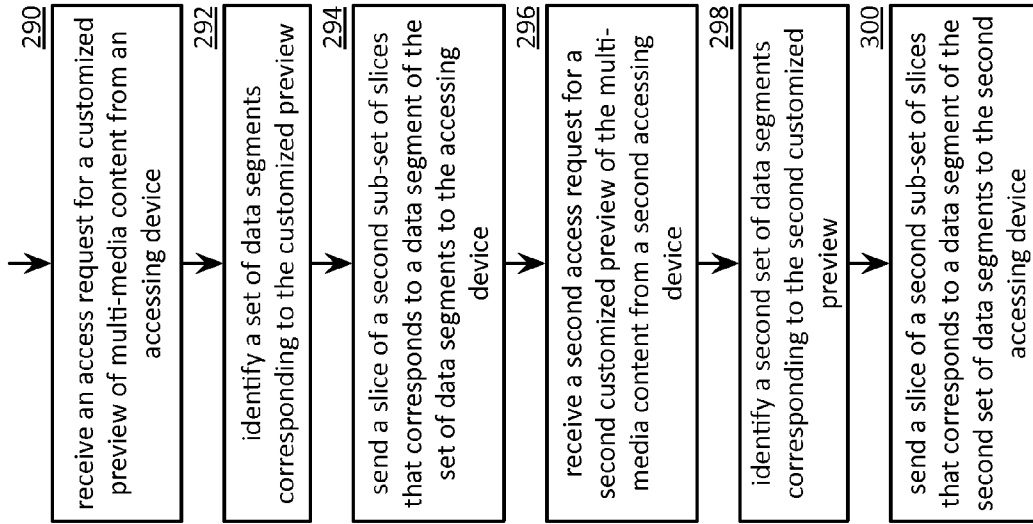 290
receive an access request for a customized
preview of multi-media content from an
accessing device
292
identify a set of data segments
corresponding to the customized preview
294
send a slice of a second sub-set of slices
that corresponds to a data segment of the
set of data segments to the accessing
device
296
receive a second access request for a
second customized preview of the multi-
media content from a second accessing
device
298
identify a second set of data segments
corresponding to the second customized
preview
300
send a slice of a second sub-set of slices
that corresponds to a data segment of the
second set of data segments to the second
accessing device